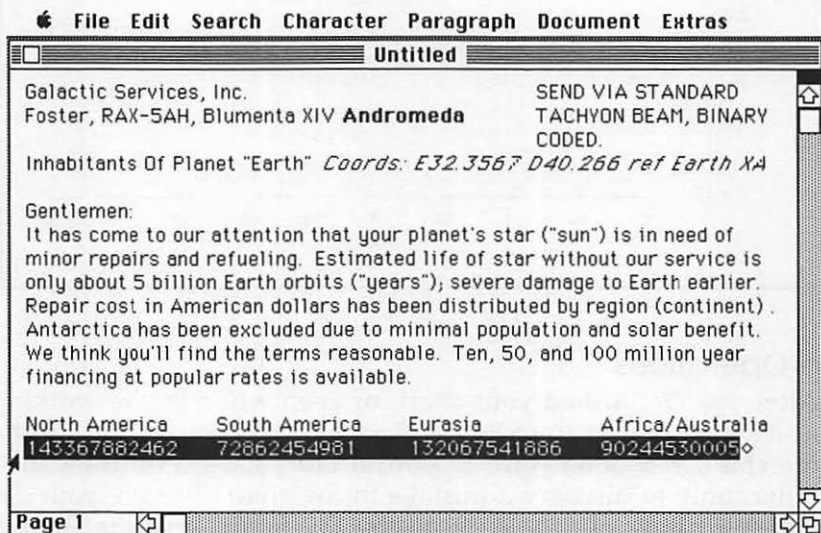 File Edit Search Character Paragraph Document Extras
Untitled
Galactic Services, Inc. SEND VIA STANDARD
Foster, RAX-5AH, Blumenta XIV Andromeda TACHYON BEAM, BINARY
CODED.
Inhabitants Of Planet "Earth" Coords: E32.3567 D40.266 ref Earth XA
Gentlemen:
It has come to our attention that your planet's star ("sun") is in need of
minor repairs and refueling. Estimated life of star without our service is
only about 5 billion Earth orbits ("years"); severe damage to Earth earlier.
Repair cost in American dollars has been distributed by region (continent) .
Antarctica has been excluded due to minimal population and solar benefit.
We think you'll find the terms reasonable. Ten, 50, and 100 million year
financing at popular rates is available.
North America South America Eurasia Africa/Australia
143367882462 72862454981 132067541886 90244530005
Page 1